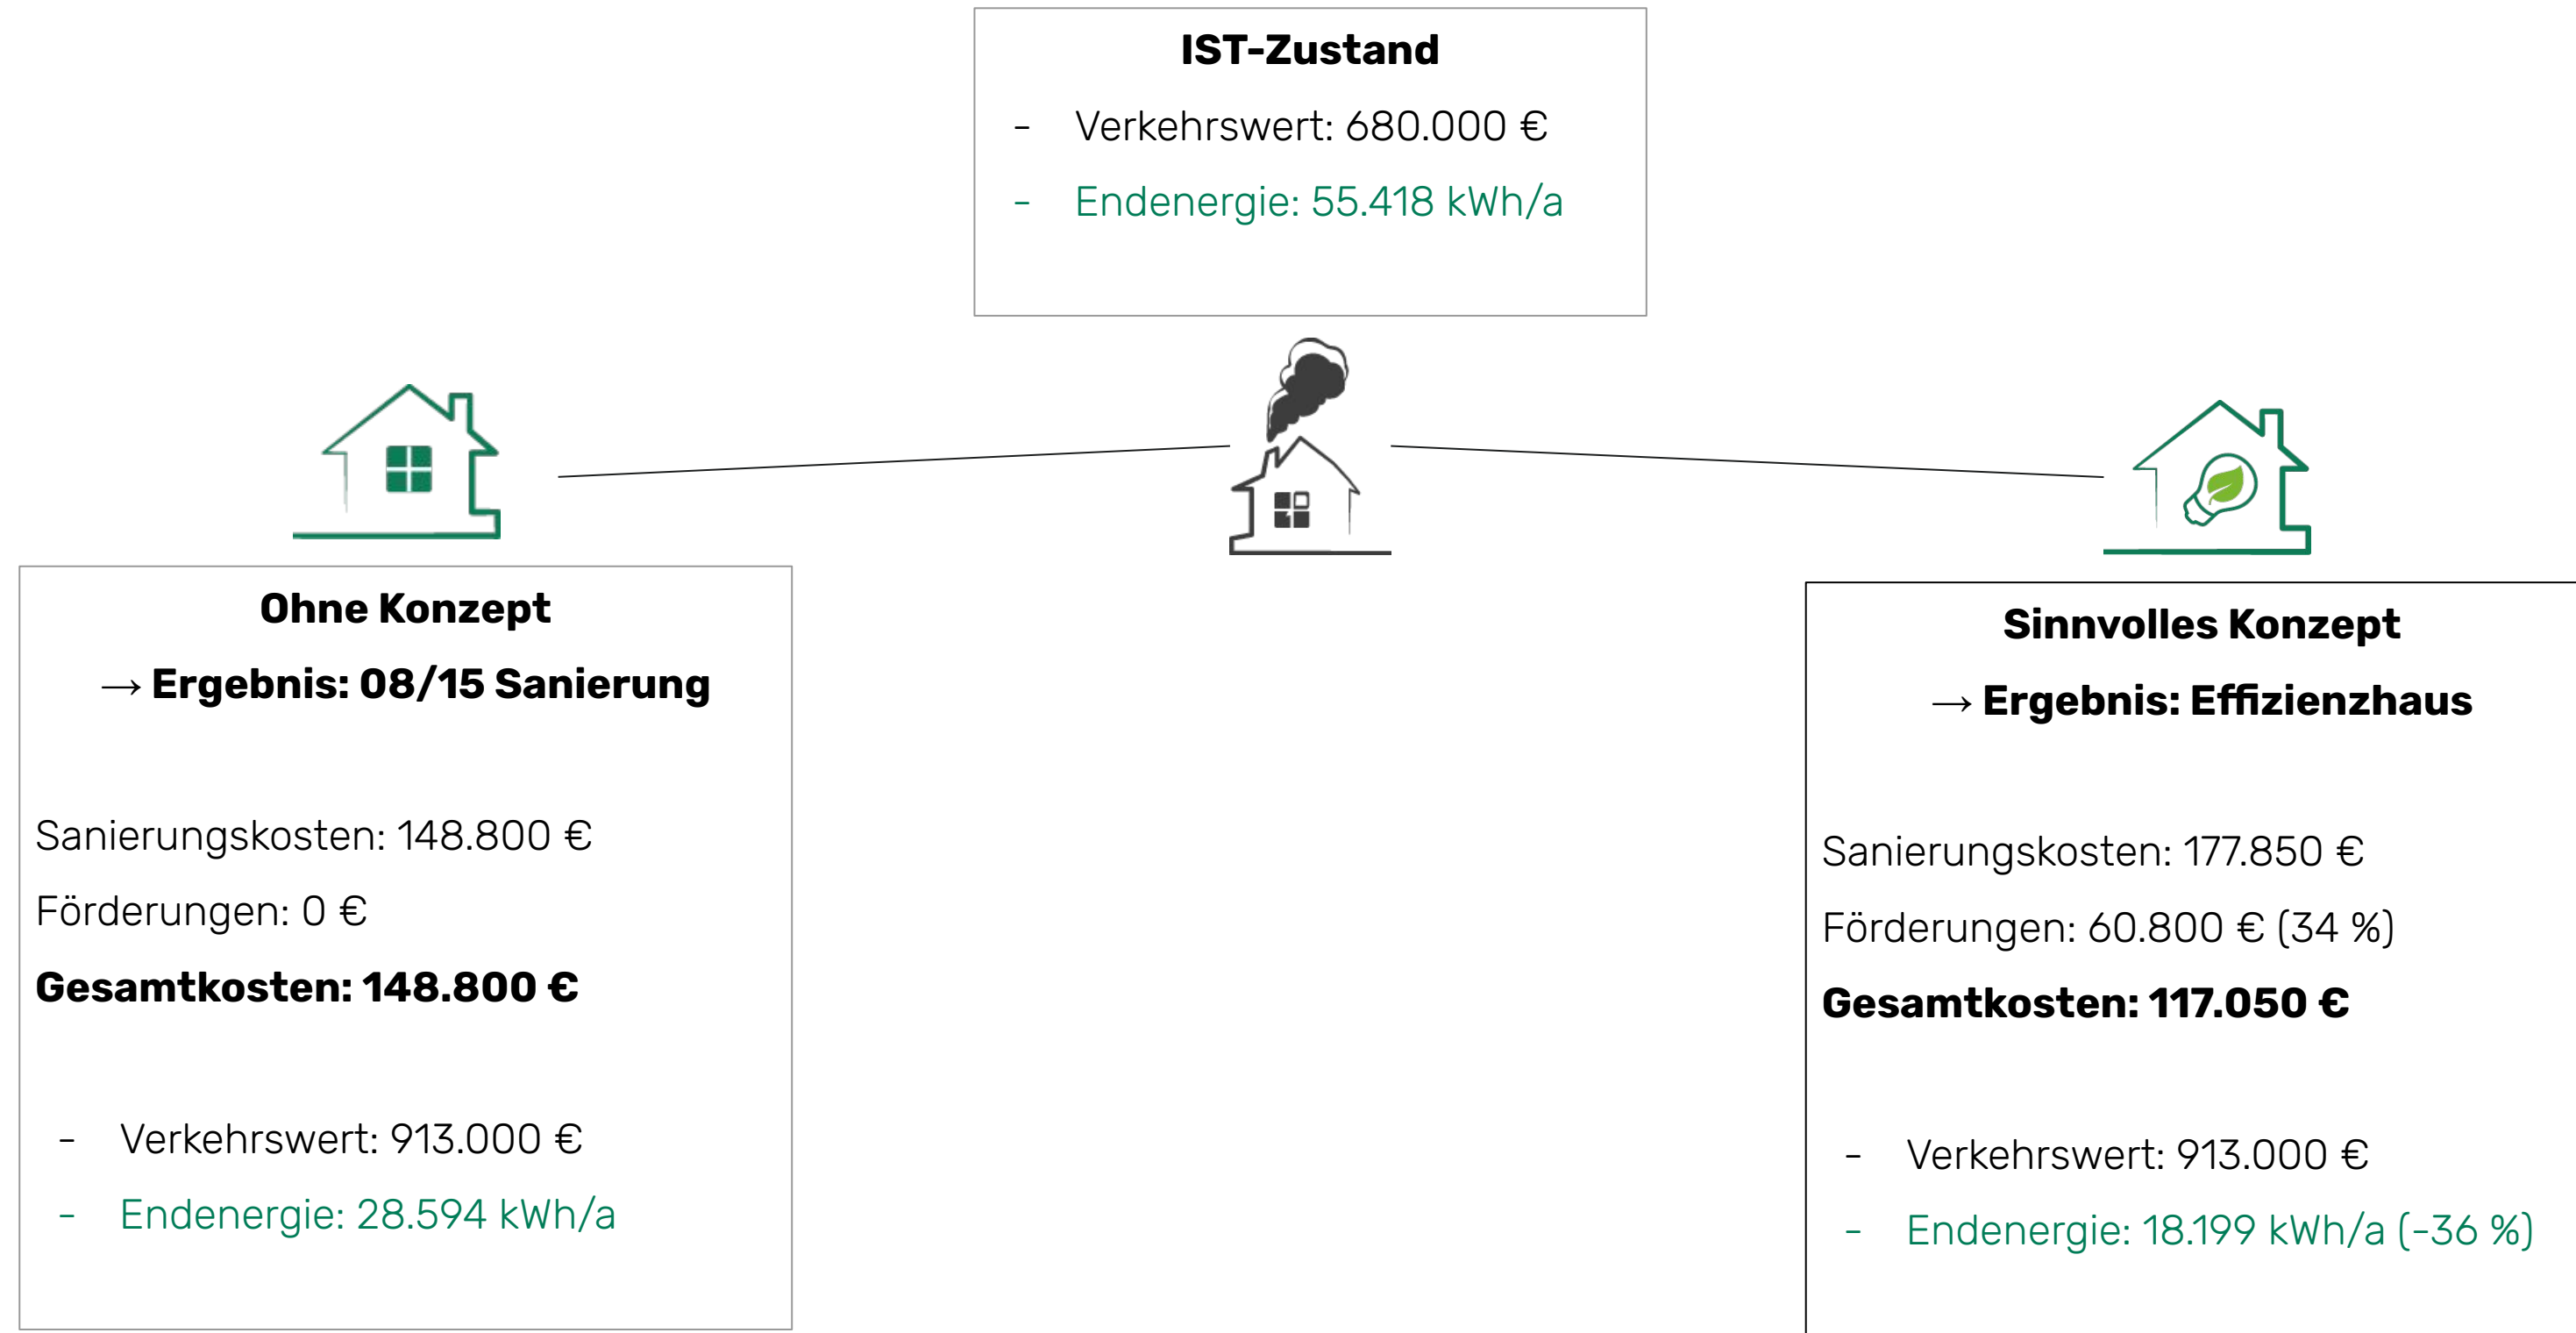 IST-Zustand
- Verkehrswert: 680.000 €
- Endenergie: 55.418 kWh/a
Ohne Konzept
→ Ergebnis: 08/15 Sanierung
Sanierungskosten: 148.800 €
Förderungen: 0 €
Gesamtkosten: 148.800 €
- Verkehrswert: 913.000 €
- Endenergie: 28.594 kWh/a
Sinnvolles Konzept
→ Ergebnis: Effizienzhaus
Sanierungskosten: 177.850 €
Förderungen: 60.800 € (34 %)
Gesamtkosten: 117.050 €
- Verkehrswert: 913.000 €
- Endenergie: 18.199 kWh/a (-36 %)